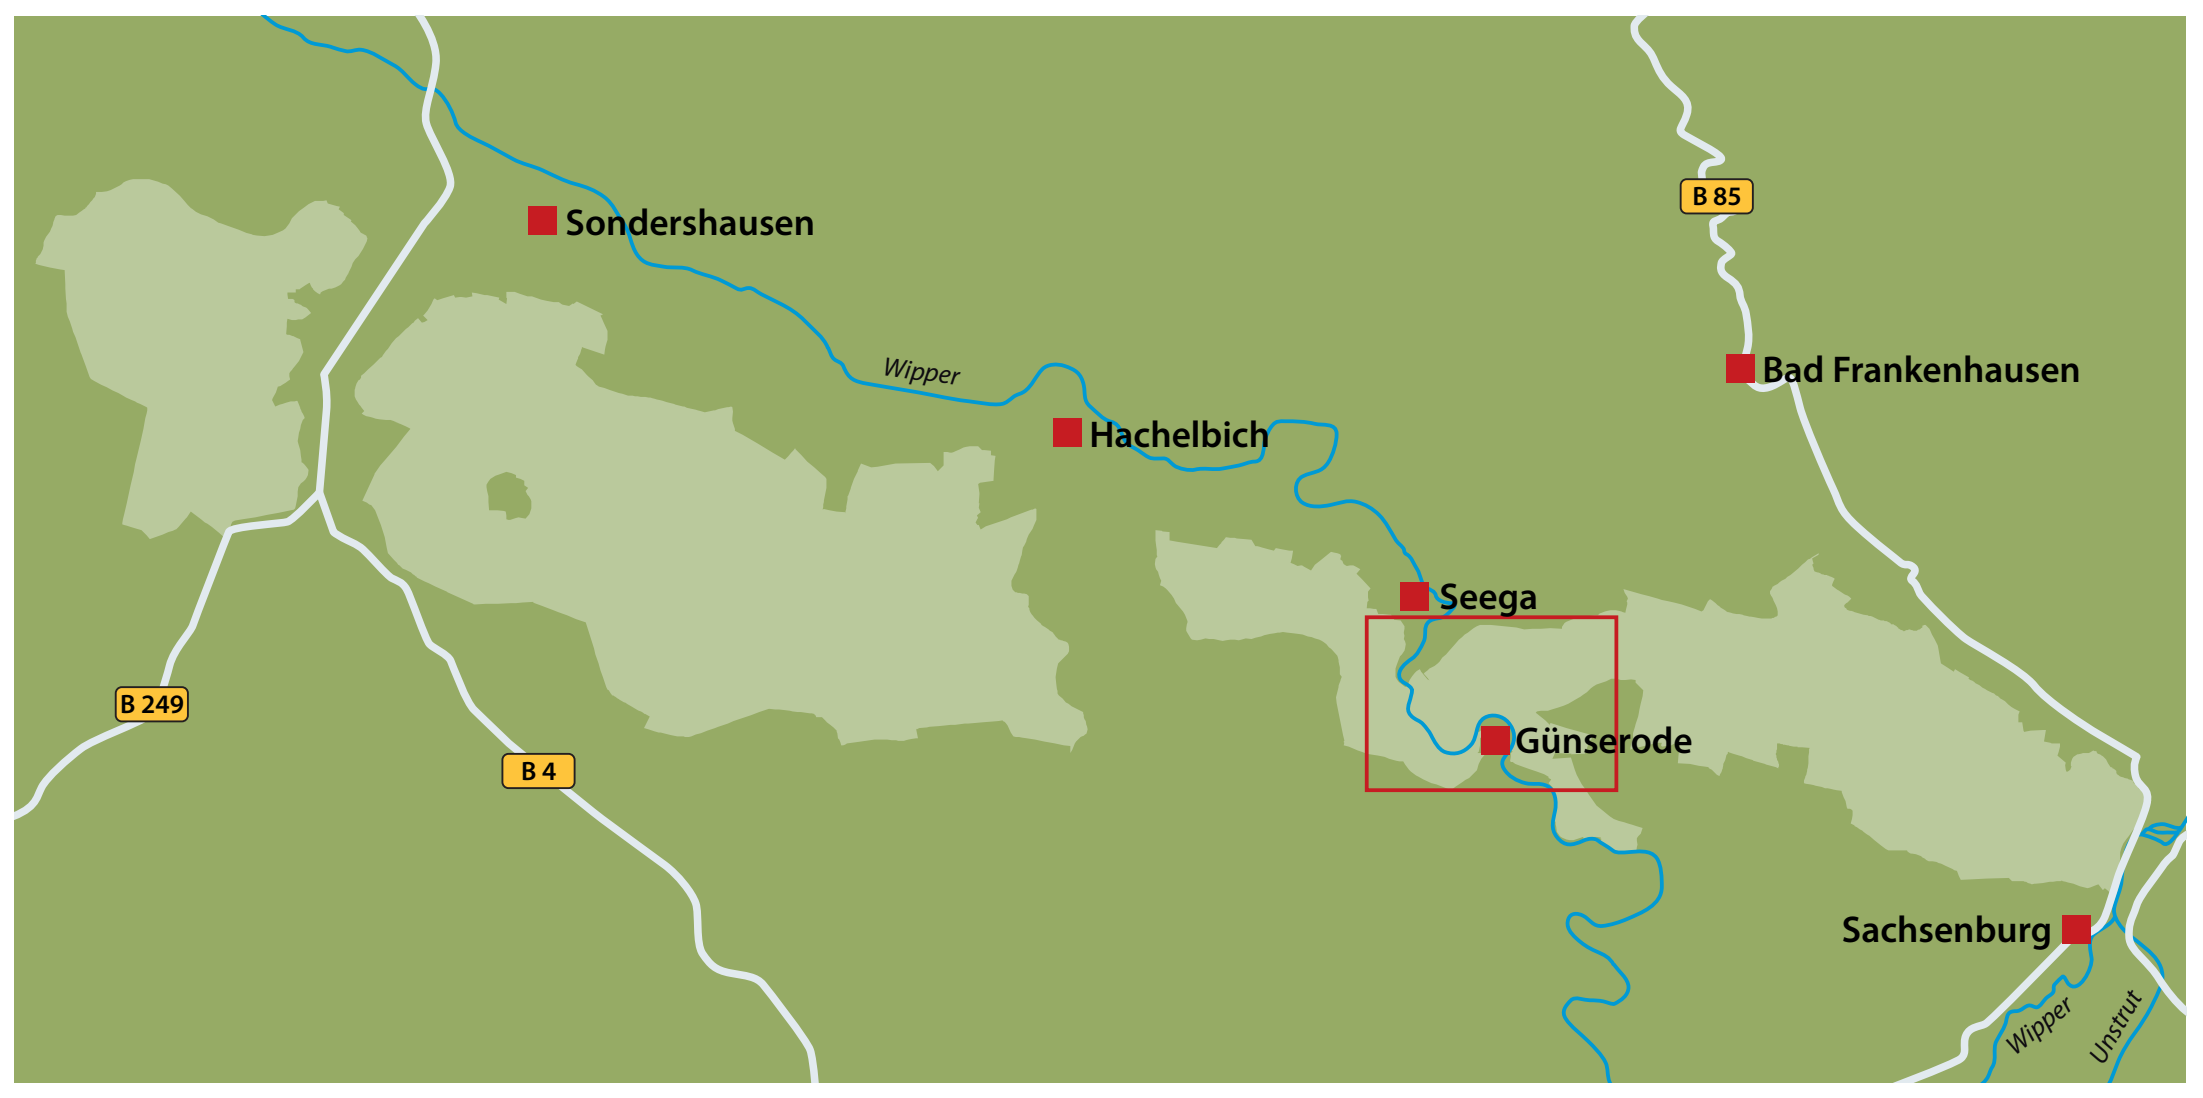 B 85
Sondershausen
Wipper
Bad Frankenhausen
Hachelbich
Seega
B 249
Günserode
B 4
Sachsenburg
Wipper
Unstrut